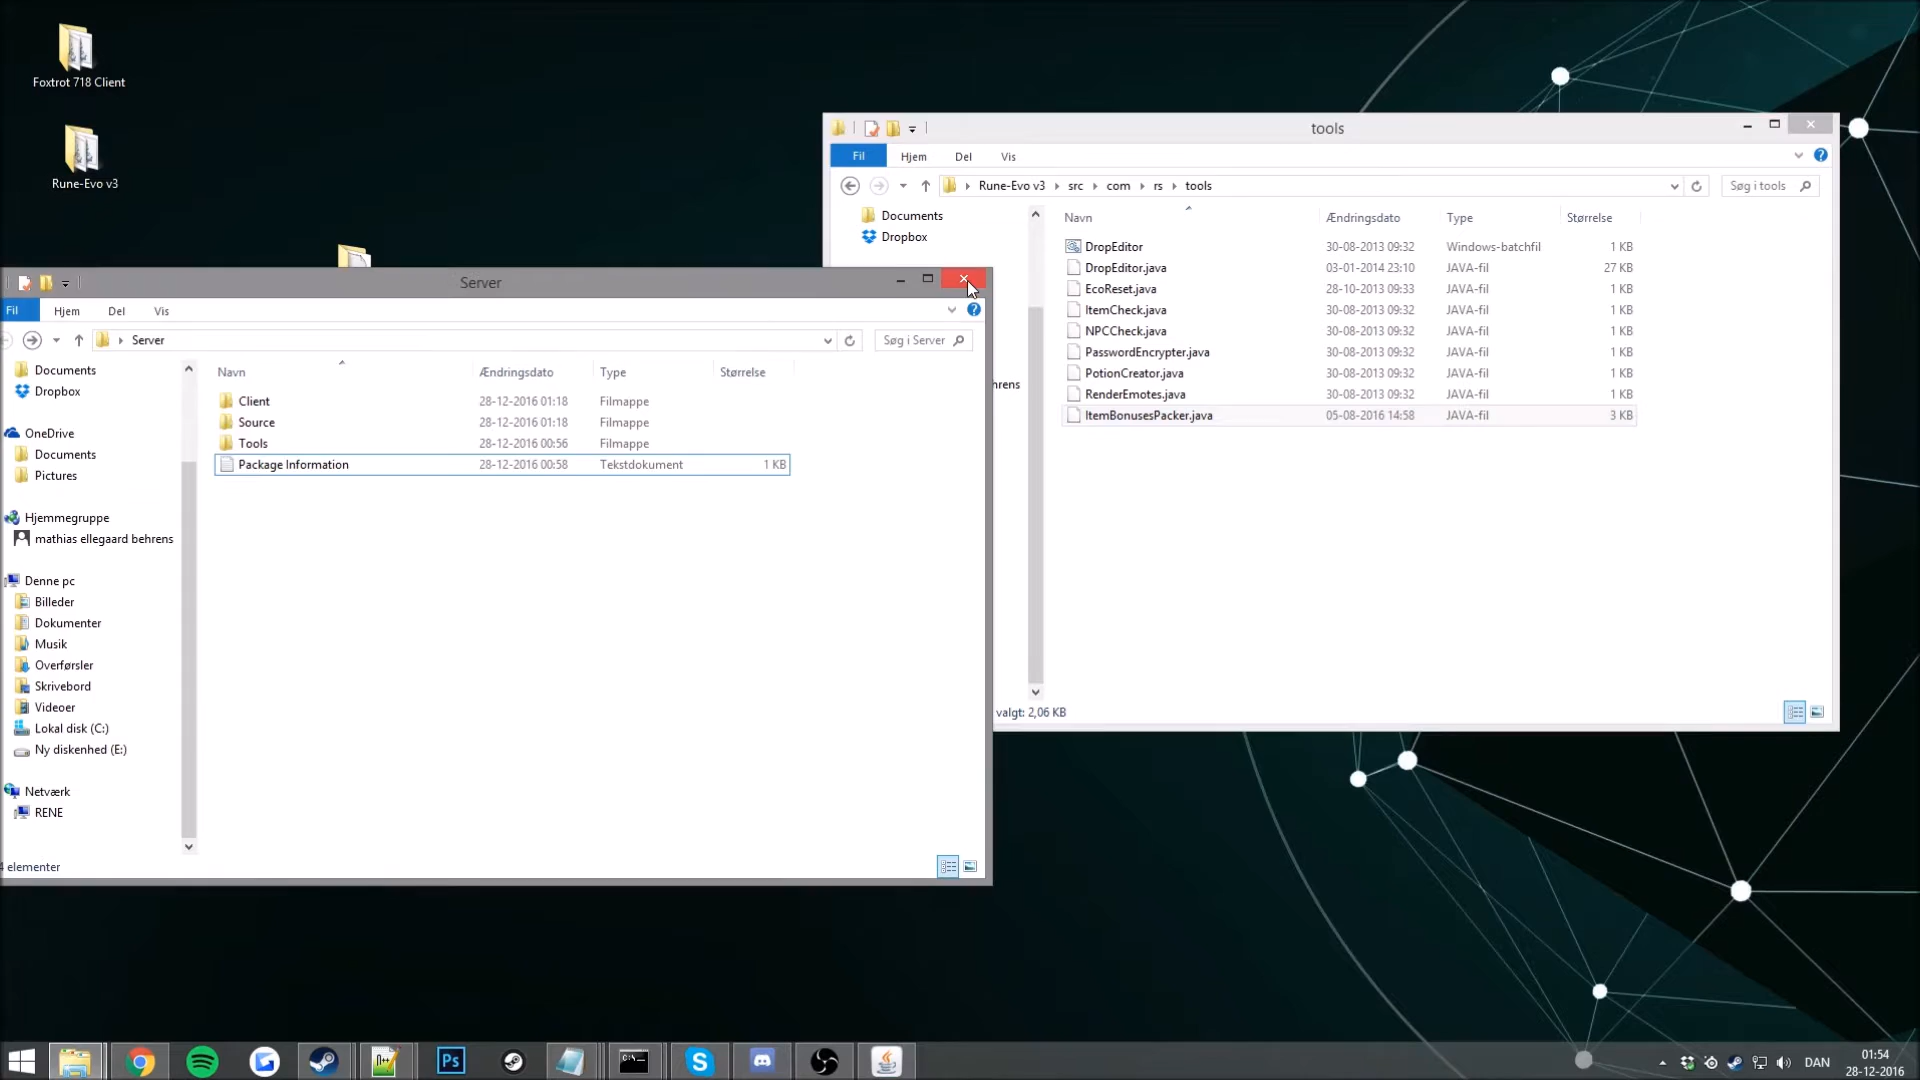 Foxtrot 718 Client
Rune-Evo v3
tools
Fil
Hjem
Del
Vis
Rune-Evo v3
src
com
rs
tools
Søg i tools
Documents
Dropbox
Navn
Ændringsdato
Type
Størrelse
DropEditor 30-08-2013 09:32 Windows-batchfil 1 KB
DropEditor.java 03-01-2014 23:10 JAVA-fil 27 KB
EcoReset.java 28-10-2013 09:33 JAVA-fil 1 KB
ItemCheck.java 30-08-2013 09:32 JAVA-fil 1 KB
NPCCheck.java 30-08-2013 09:32 JAVA-fil 1 KB
PasswordEncrypter.java 30-08-2013 09:32 JAVA-fil 1 KB
PotionCreator.java 30-08-2013 09:32 JAVA-fil 1 KB
RenderEmotes.java 30-08-2013 09:32 JAVA-fil 1 KB
ItemBonusesPacker.java 05-08-2016 14:58 JAVA-fil 3 KB
hrens
valgt: 2,06 KB
Server
Fil
Hjem
Del
Vis
Server
Søg i Server
Documents
Dropbox
OneDrive
Documents
Pictures
Hjemmegruppe
mathias ellegaard behrens
Denne pc
Billeder
Dokumenter
Musik
Overførsler
Skrivebord
Videoer
Lokal disk (C:)
Ny diskenhed (E:)
Netværk
RENE
Navn
Ændringsdato
Type
Størrelse
Client 28-12-2016 01:18 Filmappe
Source 28-12-2016 01:18 Filmappe
Tools 28-12-2016 00:56 Filmappe
Package Information 28-12-2016 00:58 Tekstdokument 1 KB
4 elementer
Ps
C:\
DAN
01:54
28-12-2016